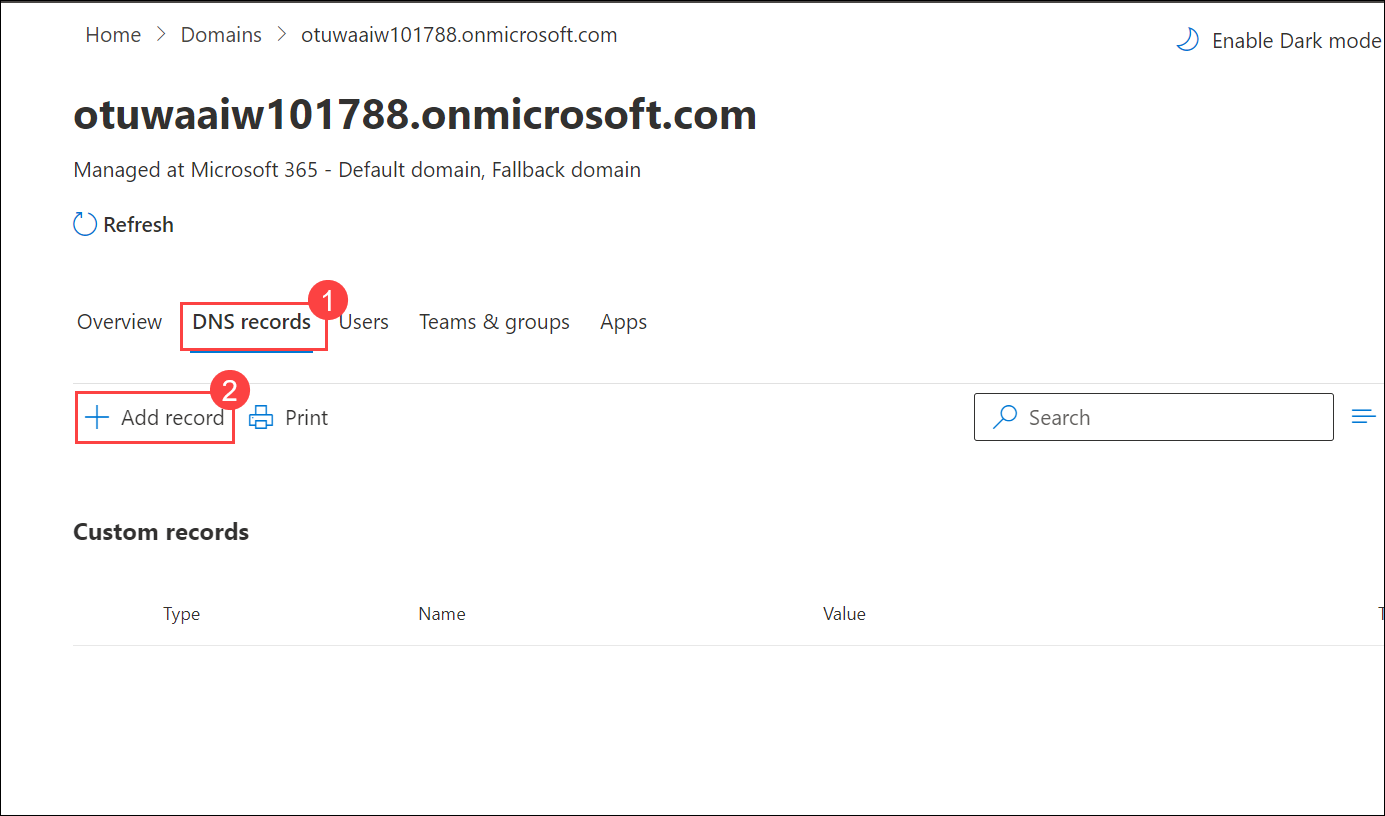 Home > Domains > otuwaaiw101788.onmicrosoft.com
Enable Dark mode
otuwaaiw101788.onmicrosoft.com
Managed at Microsoft 365 - Default domain, Fallback domain
Refresh
1
Overview DNS records Users Teams & groups Apps
2
Add record Print Search
Custom records
Type Name Value